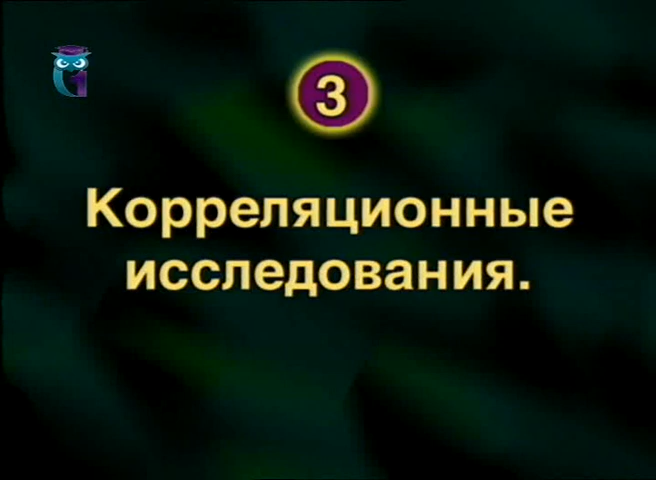 3
Корреляционные
исследования.